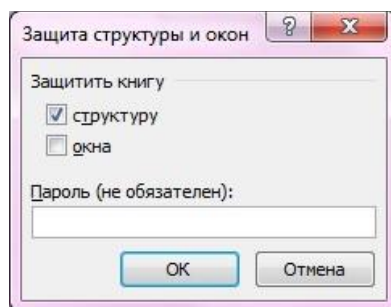 Защита структуры и окон
Защитить книгу
структуру
окна
Пароль (не обязателен):
ОК
Отмена